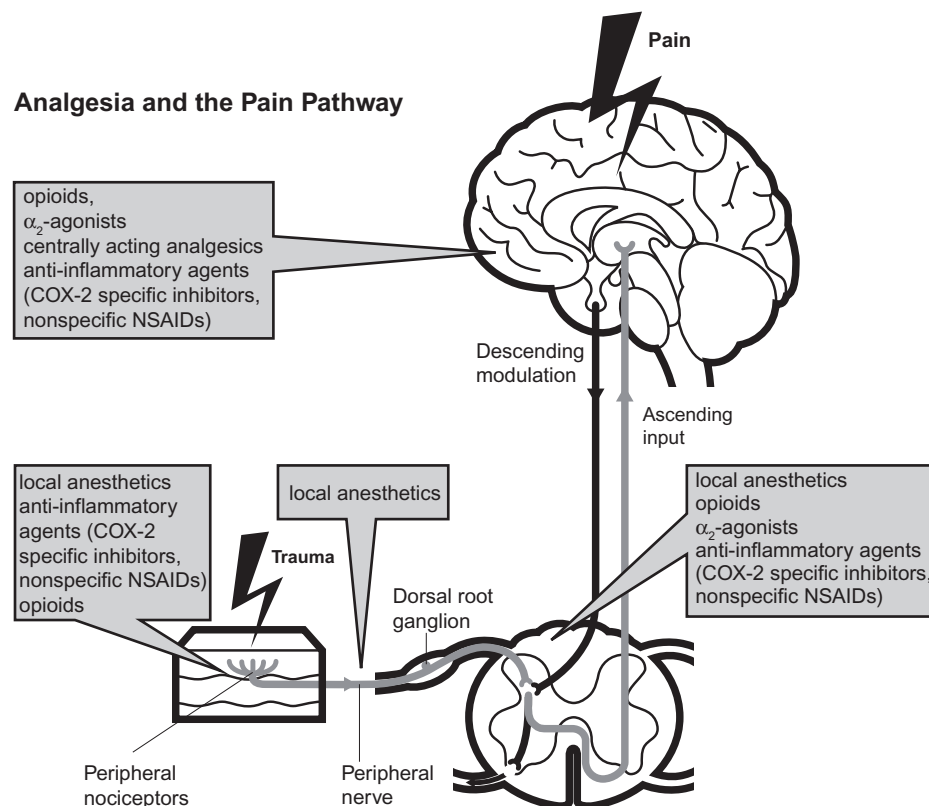 Pain
Analgesia and the Pain Pathway
opioids,
α₂-agonists
centrally acting analgesics
anti-inflammatory agents
(COX-2 specific inhibitors,
nonspecific NSAIDs)
Descending
modulation
Ascending
input
local anesthetics
anti-inflammatory
agents (COX-2
specific inhibitors,
nonspecific NSAIDs)
opioids
Trauma
local anesthetics
local anesthetics
opioids
α₂-agonists
anti-inflammatory agents
(COX-2 specific inhibitors,
nonspecific NSAIDs)
Dorsal root
ganglion
Peripheral
nociceptors
Peripheral
nerve